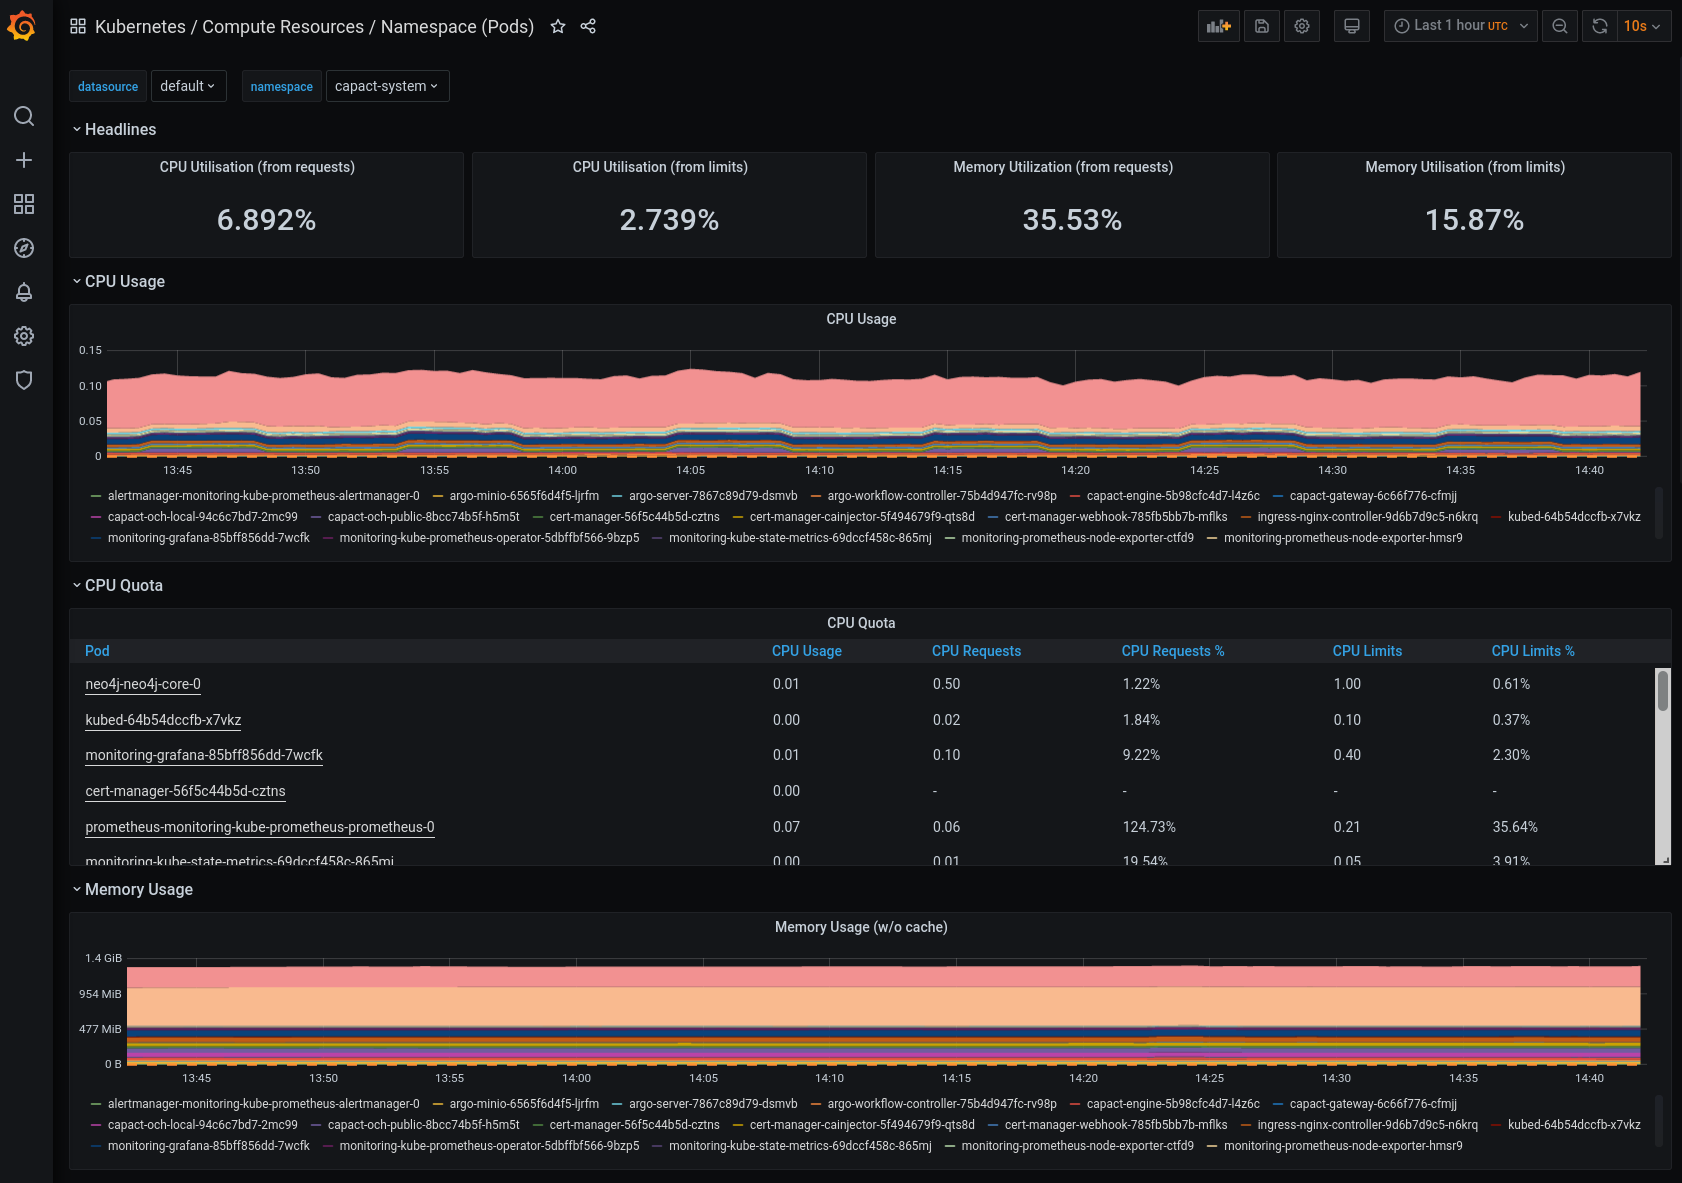 Kubernetes / Compute Resources / Namespace (Pods) Last 1 hour UTC 10s
datasource default namespace capact-system
Headlines
CPU Utilisation (from requests) CPU Utilisation (from limits) Memory Utilization (from requests) Memory Utilisation (from limits)
6.892% 2.739% 35.53% 15.87%
CPU Usage
CPU Usage
0.15
0.10
0.05
0
13:45 13:50 13:55 14:00 14:05 14:10 14:15 14:20 14:25 14:30 14:35 14:40
alertmanager-monitoring-kube-prometheus-alertmanager-0 argo-minio-6565f6d4f5-ljrfm argo-server-7867c89d79-dsmvb argo-workflow-controller-75b4d947fc-rv98p capact-engine-5b98cfc4d7-l4z6c capact-gateway-6c66f776-cfmjj
capact-och-local-94c6c7bd7-2mc99 capact-och-public-8bcc74b5f-h5m5t cert-manager-56f5c44b5d-cztns cert-manager-cainjector-5f494679f9-qts8d cert-manager-webhook-785fb5bb7b-mflks ingress-nginx-controller-9d6b7d9c5-n6krq kubed-64b54dccfb-x7vkz
monitoring-grafana-85bff856dd-7wcfk monitoring-kube-prometheus-operator-5dbffbf566-9bzp5 monitoring-kube-state-metrics-69dccf458c-865mj monitoring-prometheus-node-exporter-ctfd9 monitoring-prometheus-node-exporter-hmsr9
CPU Quota
CPU Quota
Pod CPU Usage CPU Requests CPU Requests % CPU Limits CPU Limits %
neo4j-neo4j-core-0 0.01 0.50 1.22% 1.00 0.61%
kubed-64b54dccfb-x7vkz 0.00 0.02 1.84% 0.10 0.37%
monitoring-grafana-85bff856dd-7wcfk 0.01 0.10 9.22% 0.40 2.30%
cert-manager-56f5c44b5d-cztns 0.00 - - - -
prometheus-monitoring-kube-prometheus-prometheus-0 0.07 0.06 124.73% 0.21 35.64%
monitoring-kube-state-metrics-69dccf458c-865mj 0.00 0.01 19.54% 0.05 3.91%
Memory Usage
Memory Usage (w/o cache)
1.4 GiB
954 MiB
477 MiB
0 B
13:45 13:50 13:55 14:00 14:05 14:10 14:15 14:20 14:25 14:30 14:35 14:40
alertmanager-monitoring-kube-prometheus-alertmanager-0 argo-minio-6565f6d4f5-ljrfm argo-server-7867c89d79-dsmvb argo-workflow-controller-75b4d947fc-rv98p capact-engine-5b98cfc4d7-l4z6c capact-gateway-6c66f776-cfmjj
capact-och-local-94c6c7bd7-2mc99 capact-och-public-8bcc74b5f-h5m5t cert-manager-56f5c44b5d-cztns cert-manager-cainjector-5f494679f9-qts8d cert-manager-webhook-785fb5bb7b-mflks ingress-nginx-controller-9d6b7d9c5-n6krq kubed-64b54dccfb-x7vkz
monitoring-grafana-85bff856dd-7wcfk monitoring-kube-prometheus-operator-5dbffbf566-9bzp5 monitoring-kube-state-metrics-69dccf458c-865mj monitoring-prometheus-node-exporter-ctfd9 monitoring-prometheus-node-exporter-hmsr9